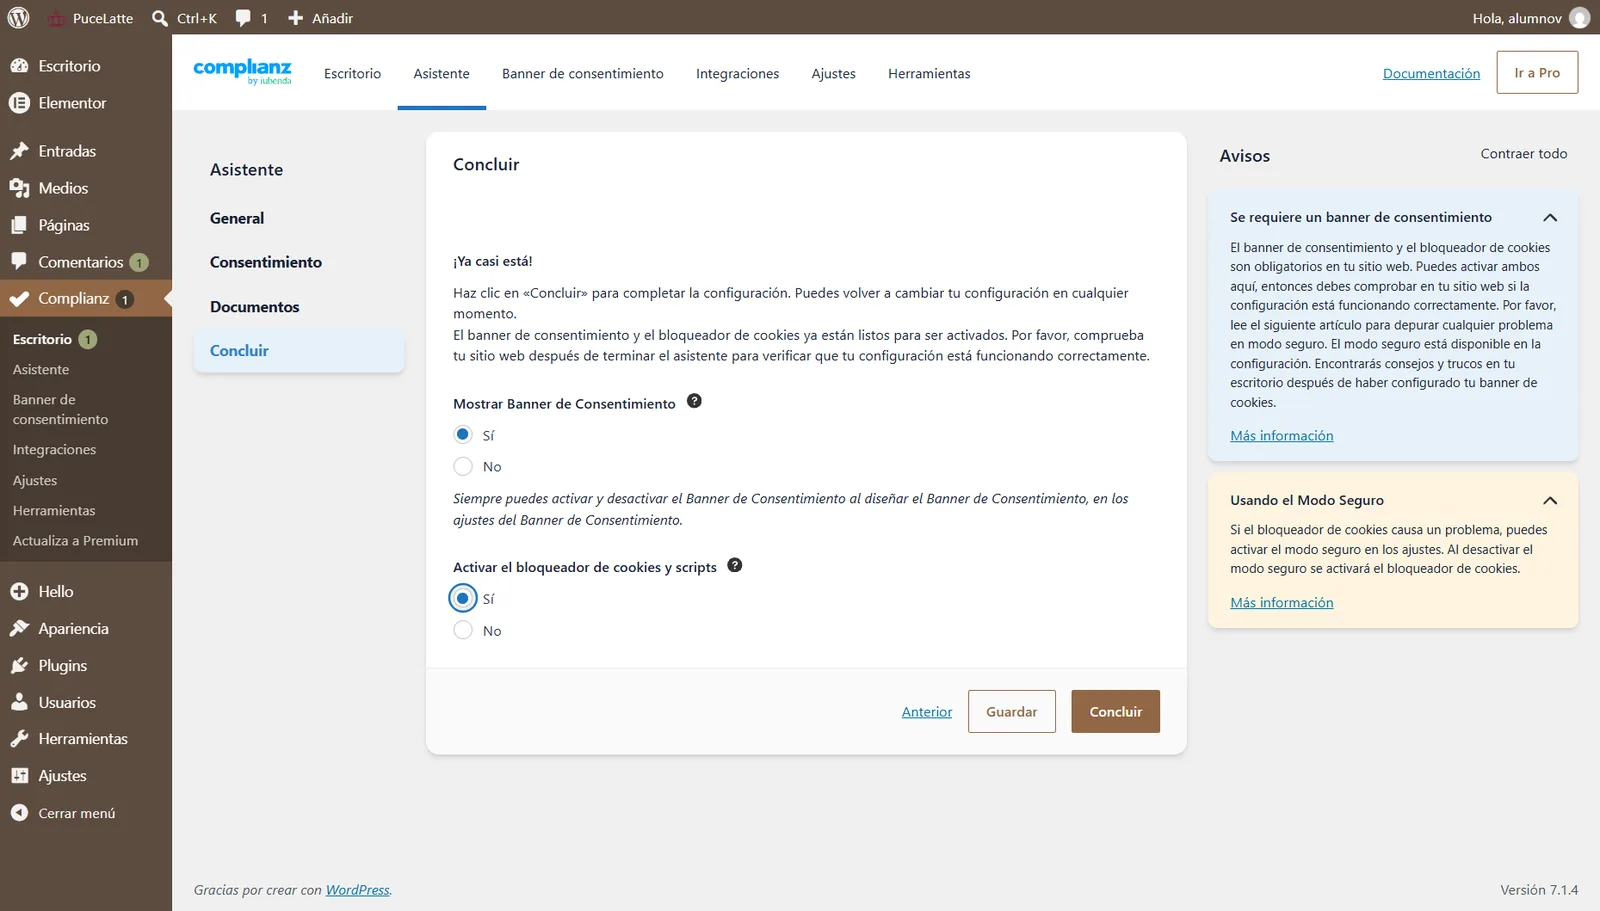 PuceLatte
Ctrl+K
1
Añadir
Hola, alumnov
Escritorio
Elementor
Entradas
Medios
Páginas
Comentarios 1
Complianz 1
Escritorio 1
Asistente
Banner de
consentimiento
Integraciones
Ajustes
Herramientas
Actualiza a Premium
Hello
Apariencia
Plugins
Usuarios
Herramientas
Ajustes
Cerrar menú
complianz
by iubenda
Escritorio
Asistente
Banner de consentimiento
Integraciones
Ajustes
Herramientas
Documentación
Ir a Pro
Asistente
General
Consentimiento
Documentos
Concluir
Concluir
¡Ya casi está!
Haz clic en «Concluir» para completar la configuración. Puedes volver a cambiar tu configuración en cualquier
momento.
El banner de consentimiento y el bloqueador de cookies ya están listos para ser activados. Por favor, comprueba
tu sitio web después de terminar el asistente para verificar que tu configuración está funcionando correctamente.
Mostrar Banner de Consentimiento ?
Sí
No
Siempre puedes activar y desactivar el Banner de Consentimiento al diseñar el Banner de Consentimiento, en los
ajustes del Banner de Consentimiento.
Activar el bloqueador de cookies y scripts ?
Sí
No
Anterior
Guardar
Concluir
Avisos
Contraer todo
Se requiere un banner de consentimiento
El banner de consentimiento y el bloqueador de cookies
son obligatorios en tu sitio web. Puedes activar ambos
aquí, entonces debes comprobar en tu sitio web si la
configuración está funcionando correctamente. Por favor,
lee el siguiente artículo para depurar cualquier problema
en modo seguro. El modo seguro está disponible en la
configuración. Encontrarás consejos y trucos en tu
escritorio después de haber configurado tu banner de
cookies.
Más información
Usando el Modo Seguro
Si el bloqueador de cookies causa un problema, puedes
activar el modo seguro en los ajustes. Al desactivar el
modo seguro se activará el bloqueador de cookies.
Más información
Gracias por crear con WordPress.
Versión 7.1.4